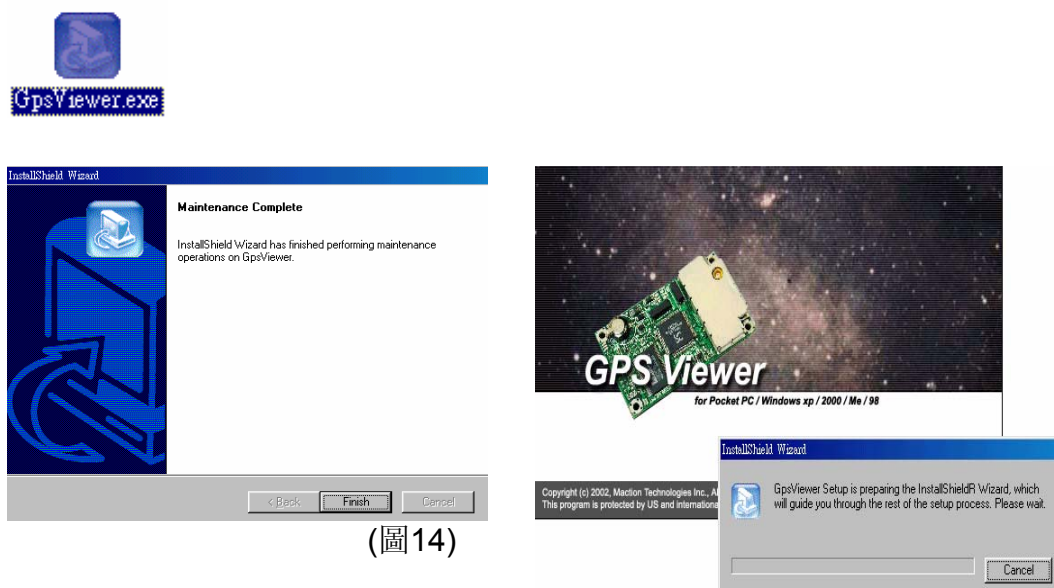 GpsViewer.exe
InstallShield Wizard
Maintenance Complete
InstallShield Wizard has finished performing maintenance
operations on GpsViewer.
< Back
Finish
Cancel
(圖14)
GPS Viewer
for Pocket PC / Windows xp / 2000 / Me / 98
Copyright (c) 2002, Maction Technologies Inc.,
This program is protected by US and internationa
InstallShield Wizard
GpsViewer Setup is preparing the InstallShieldR Wizard, which
will guide you through the rest of the setup process. Please wait.
Cancel